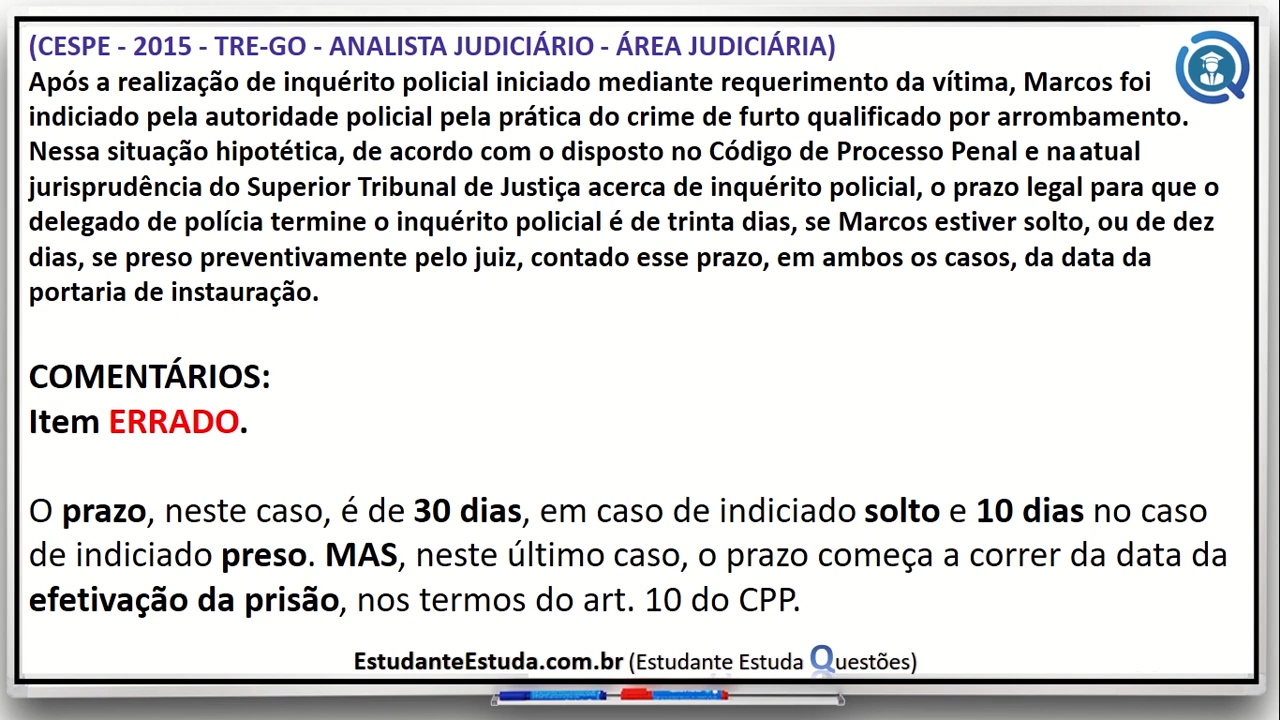 (CESPE - 2015 - TRE-GO - ANALISTA JUDICIÁRIO - ÁREA JUDICIÁRIA)
Após a realização de inquérito policial iniciado mediante requerimento da vítima, Marcos foi
indiciado pela autoridade policial pela prática do crime de furto qualificado por arrombamento.
Nessa situação hipotética, de acordo com o disposto no Código de Processo Penal e na atual
jurisprudência do Superior Tribunal de Justiça acerca de inquérito policial, o prazo legal para que o
delegado de polícia termine o inquérito policial é de trinta dias, se Marcos estiver solto, ou de dez
dias, se preso preventivamente pelo juiz, contado esse prazo, em ambos os casos, da data da
portaria de instauração.
COMENTÁRIOS:
Item ERRADO.
O prazo, neste caso, é de 30 dias, em caso de indiciado solto e 10 dias no caso
de indiciado preso. MAS, neste último caso, o prazo começa a correr da data da
efetivação da prisão, nos termos do art. 10 do CPP.
EstudanteEstuda.com.br (Estudante Estuda Questões)